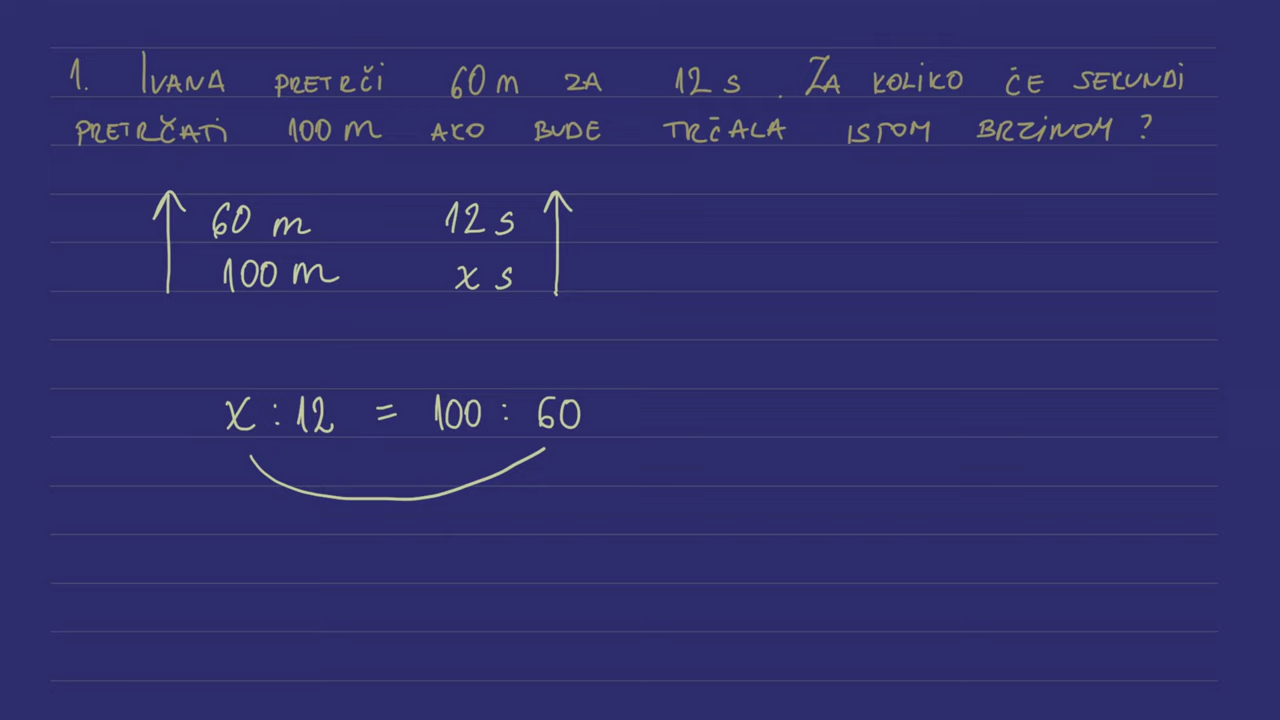 1. IVANA PRETRČI 60 m ZA 12 s. ZA KOLIKO ĆE SEKUNDI
PRETRČATI 100 m AKO BUDE TRČALA ISTOM BRZINOM?
60 m 12 s
100 m x s
x : 12 = 100 : 60